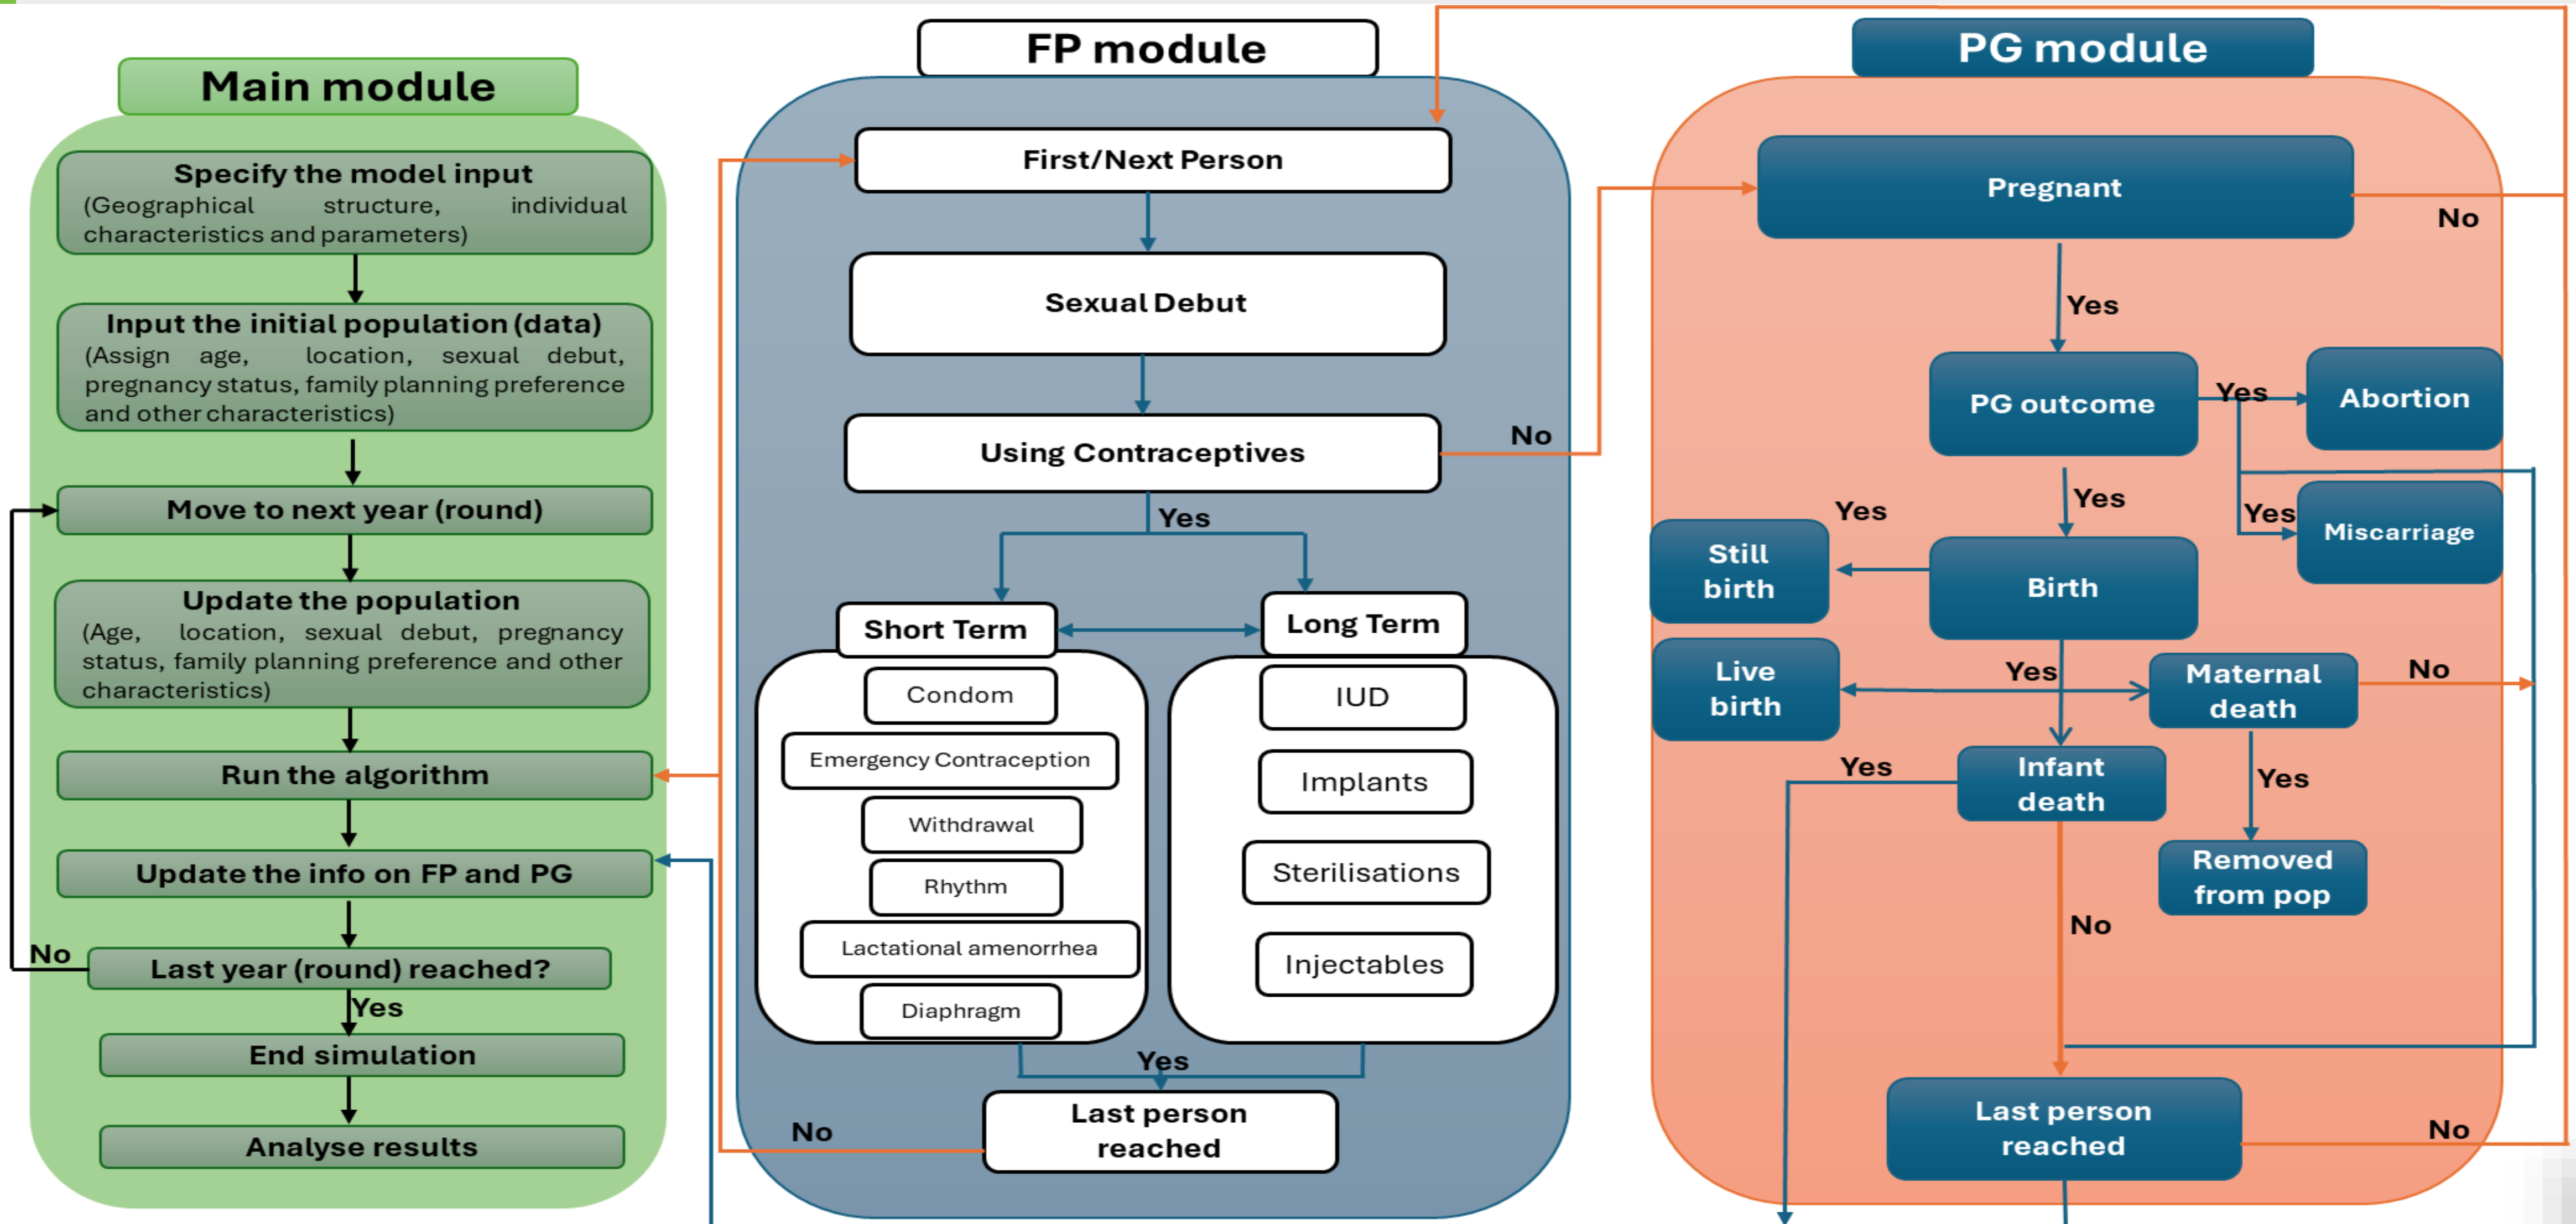 Main module
Specify the model input
(Geographical structure, individual
characteristics and parameters)
Input the initial population (data)
(Assign age, location, sexual debut,
pregnancy status, family planning preference
and other characteristics)
Move to next year (round)
Update the population
(Age, location, sexual debut, pregnancy
status, family planning preference and other
characteristics)
Run the algorithm
Update the info on FP and PG
No
Last year (round) reached?
Yes
End simulation
Analyse results
FP module
First/Next Person
Sexual Debut
Using Contraceptives
No
Yes
Short Term
Long Term
Condom
Emergency Contraception
Withdrawal
Rhythm
Lactational amenorrhea
Diaphragm
IUD
Implants
Sterilisations
Injectables
Yes
Last person
reached
No
PG module
Pregnant
No
Yes
PG outcome
Yes
Abortion
Yes
Yes
Miscarriage
Yes
Still
birth
Birth
Live
birth
Yes
Maternal
death
No
Yes
Infant
death
Yes
Removed
from pop
No
Last person
reached
No